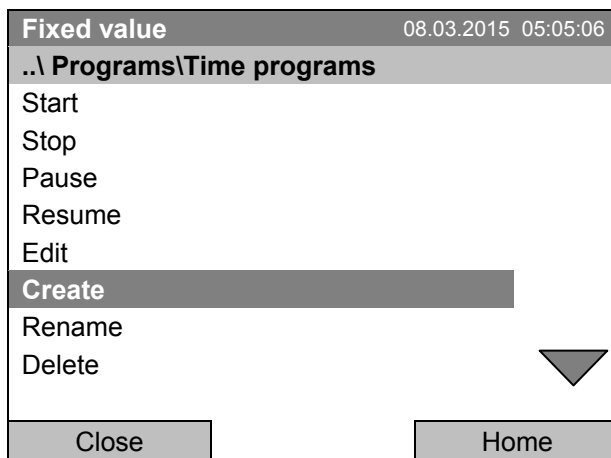 Fixed value 08.03.2015 05:05:06
..\ Programs\Time programs
Start
Stop
Pause
Resume
Edit
Create
Rename
Delete
Close Home